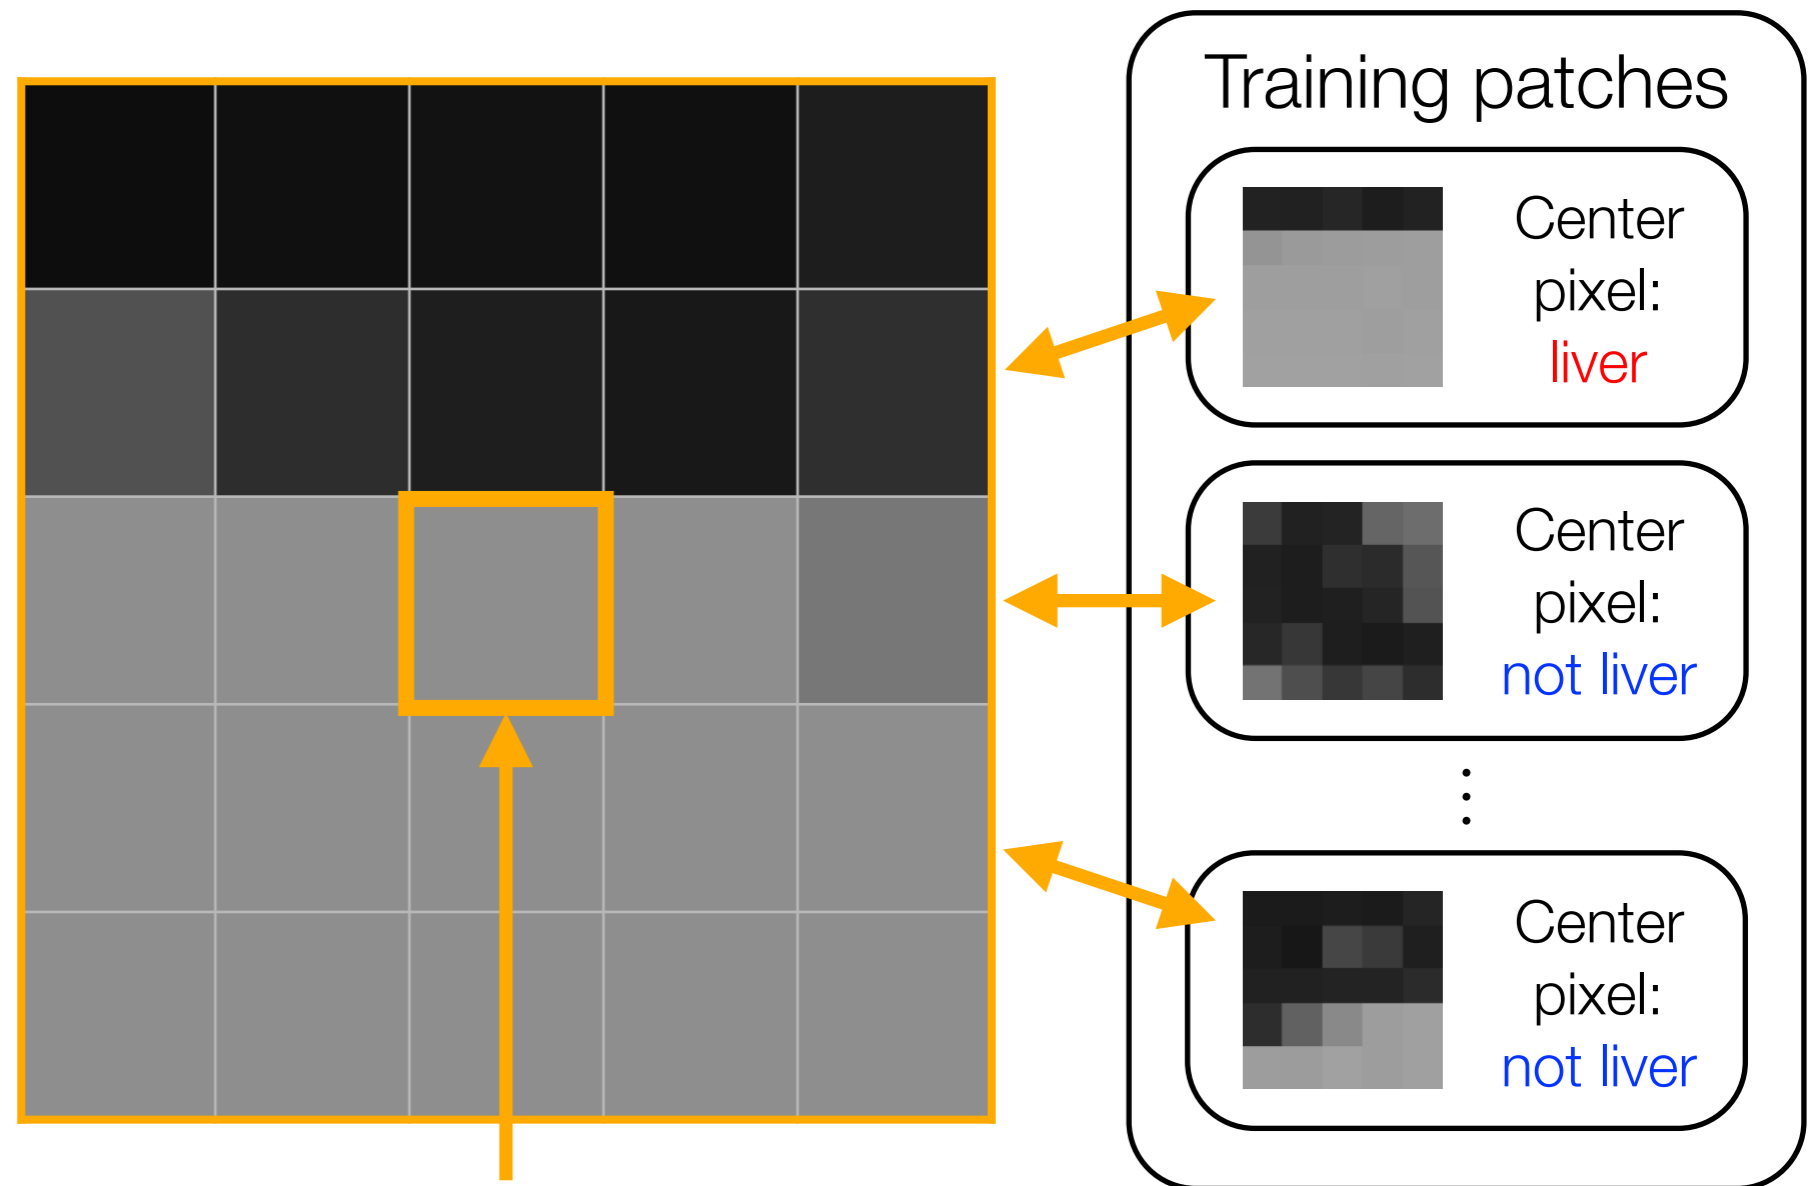 Training patches
Center
pixel:
liver
Center
pixel:
not liver
Center
pixel:
not liver